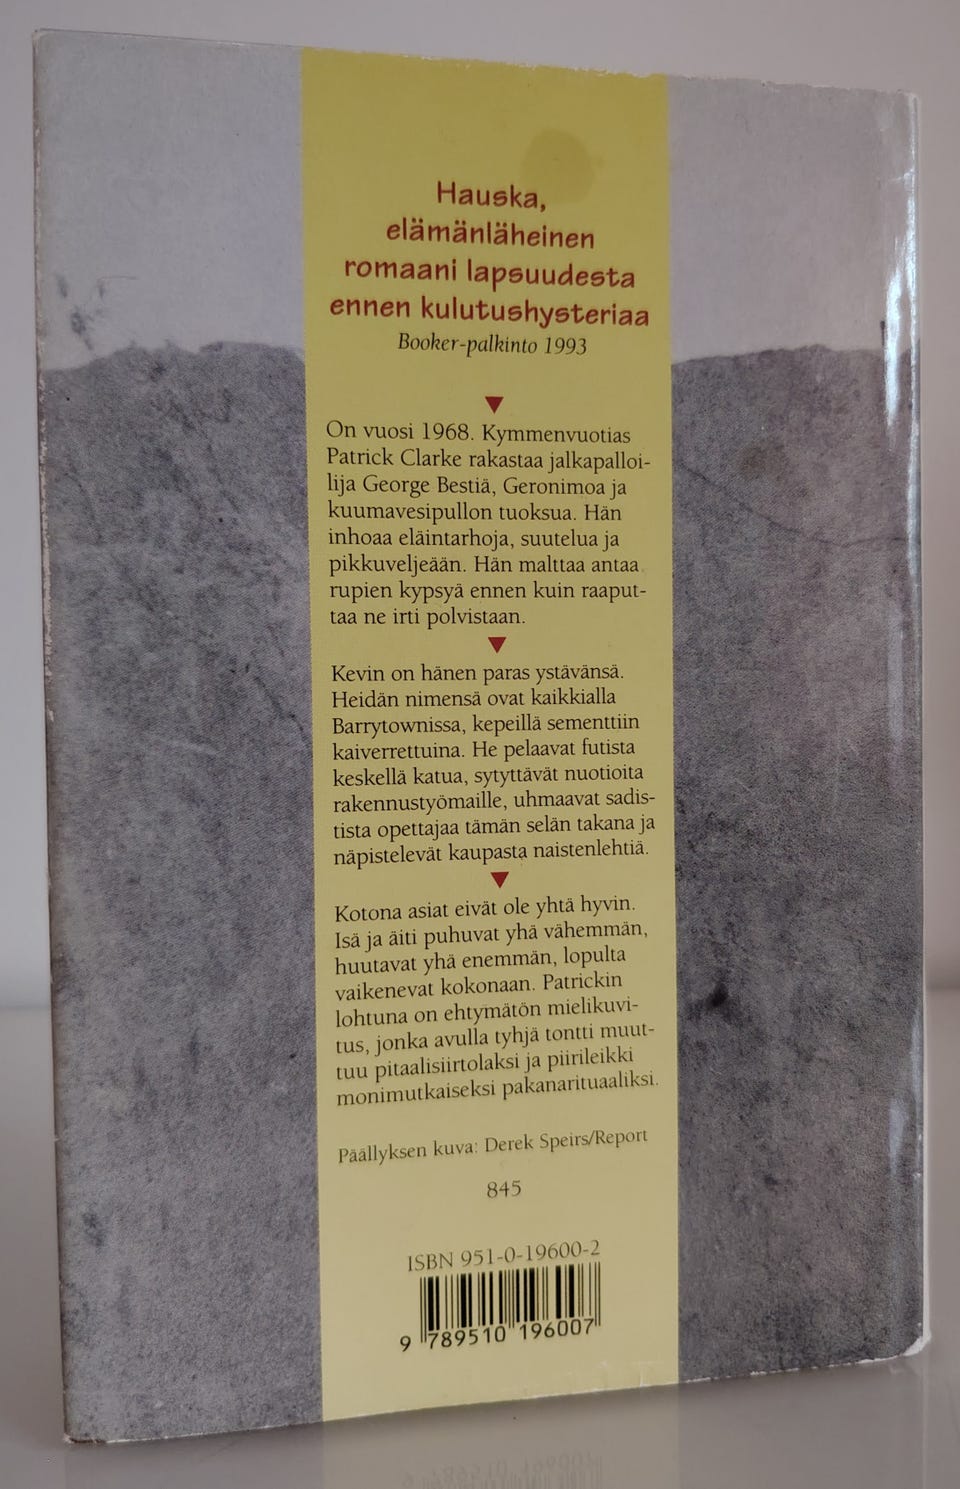 Hauska,
elämänläheinen
romaani lapsuudesta
ennen kulutushysteriaa
Booker-palkinto 1993
On vuosi 1968. Kymmenvuotias
Patrick Clarke rakastaa jalkapalloi-
lija George Bestiä, Geronimoa ja
kuumavesipullon tuoksua. Hän
inhoaa eläintarhoja, suutelua ja
pikkuveljeään. Hän malttaa antaa
rupien kypsyä ennen kuin raaput-
taa ne irti polvistaan.
Kevin on hänen paras ystävänsä.
Heidän nimensä ovat kaikkialla
Barrytownissa, kepeillä sementtiin
kaiverrettuina. He pelaavat futista
keskellä katua, sytyttävät nuotioita
rakennustyömaille, uhmaavat sadis-
tista opettajaa tämän selän takana ja
näpistelevät kaupasta naistenlehtiä.
Kotona asiat eivät ole yhtä hyvin.
Isä ja äiti puhuvat yhä vähemmän,
huutavat yhä enemmän, lopulta
vaikenevat kokonaan. Patrickin
lohtuna on ehtymätön mielikuvi-
tus, jonka avulla tyhjä tontti muut-
tuu pitaalisiirtolaksi ja piirileikki
monimutkaiseksi pakanarituaaliksi.
Päällyksen kuva: Derek Speirs/Report
845
ISBN 951-0-19600-2
9 789510 196007